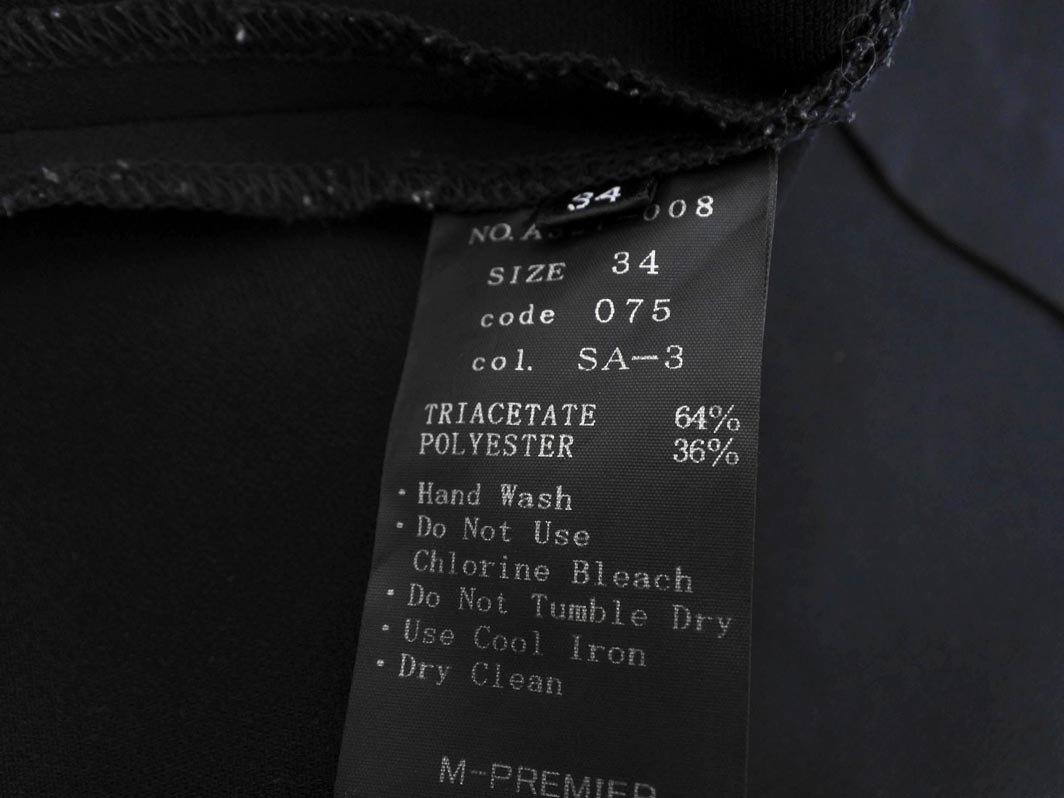 34
NO. A 008
SIZE 34
code 075
col. SA-3
TRIACETATE 64%
POLYESTER 36%
・Hand Wash
・Do Not Use
Chlorine Bleach
・Do Not Tumble Dry
・Use Cool Iron
・Dry Clean
M-PREMIER